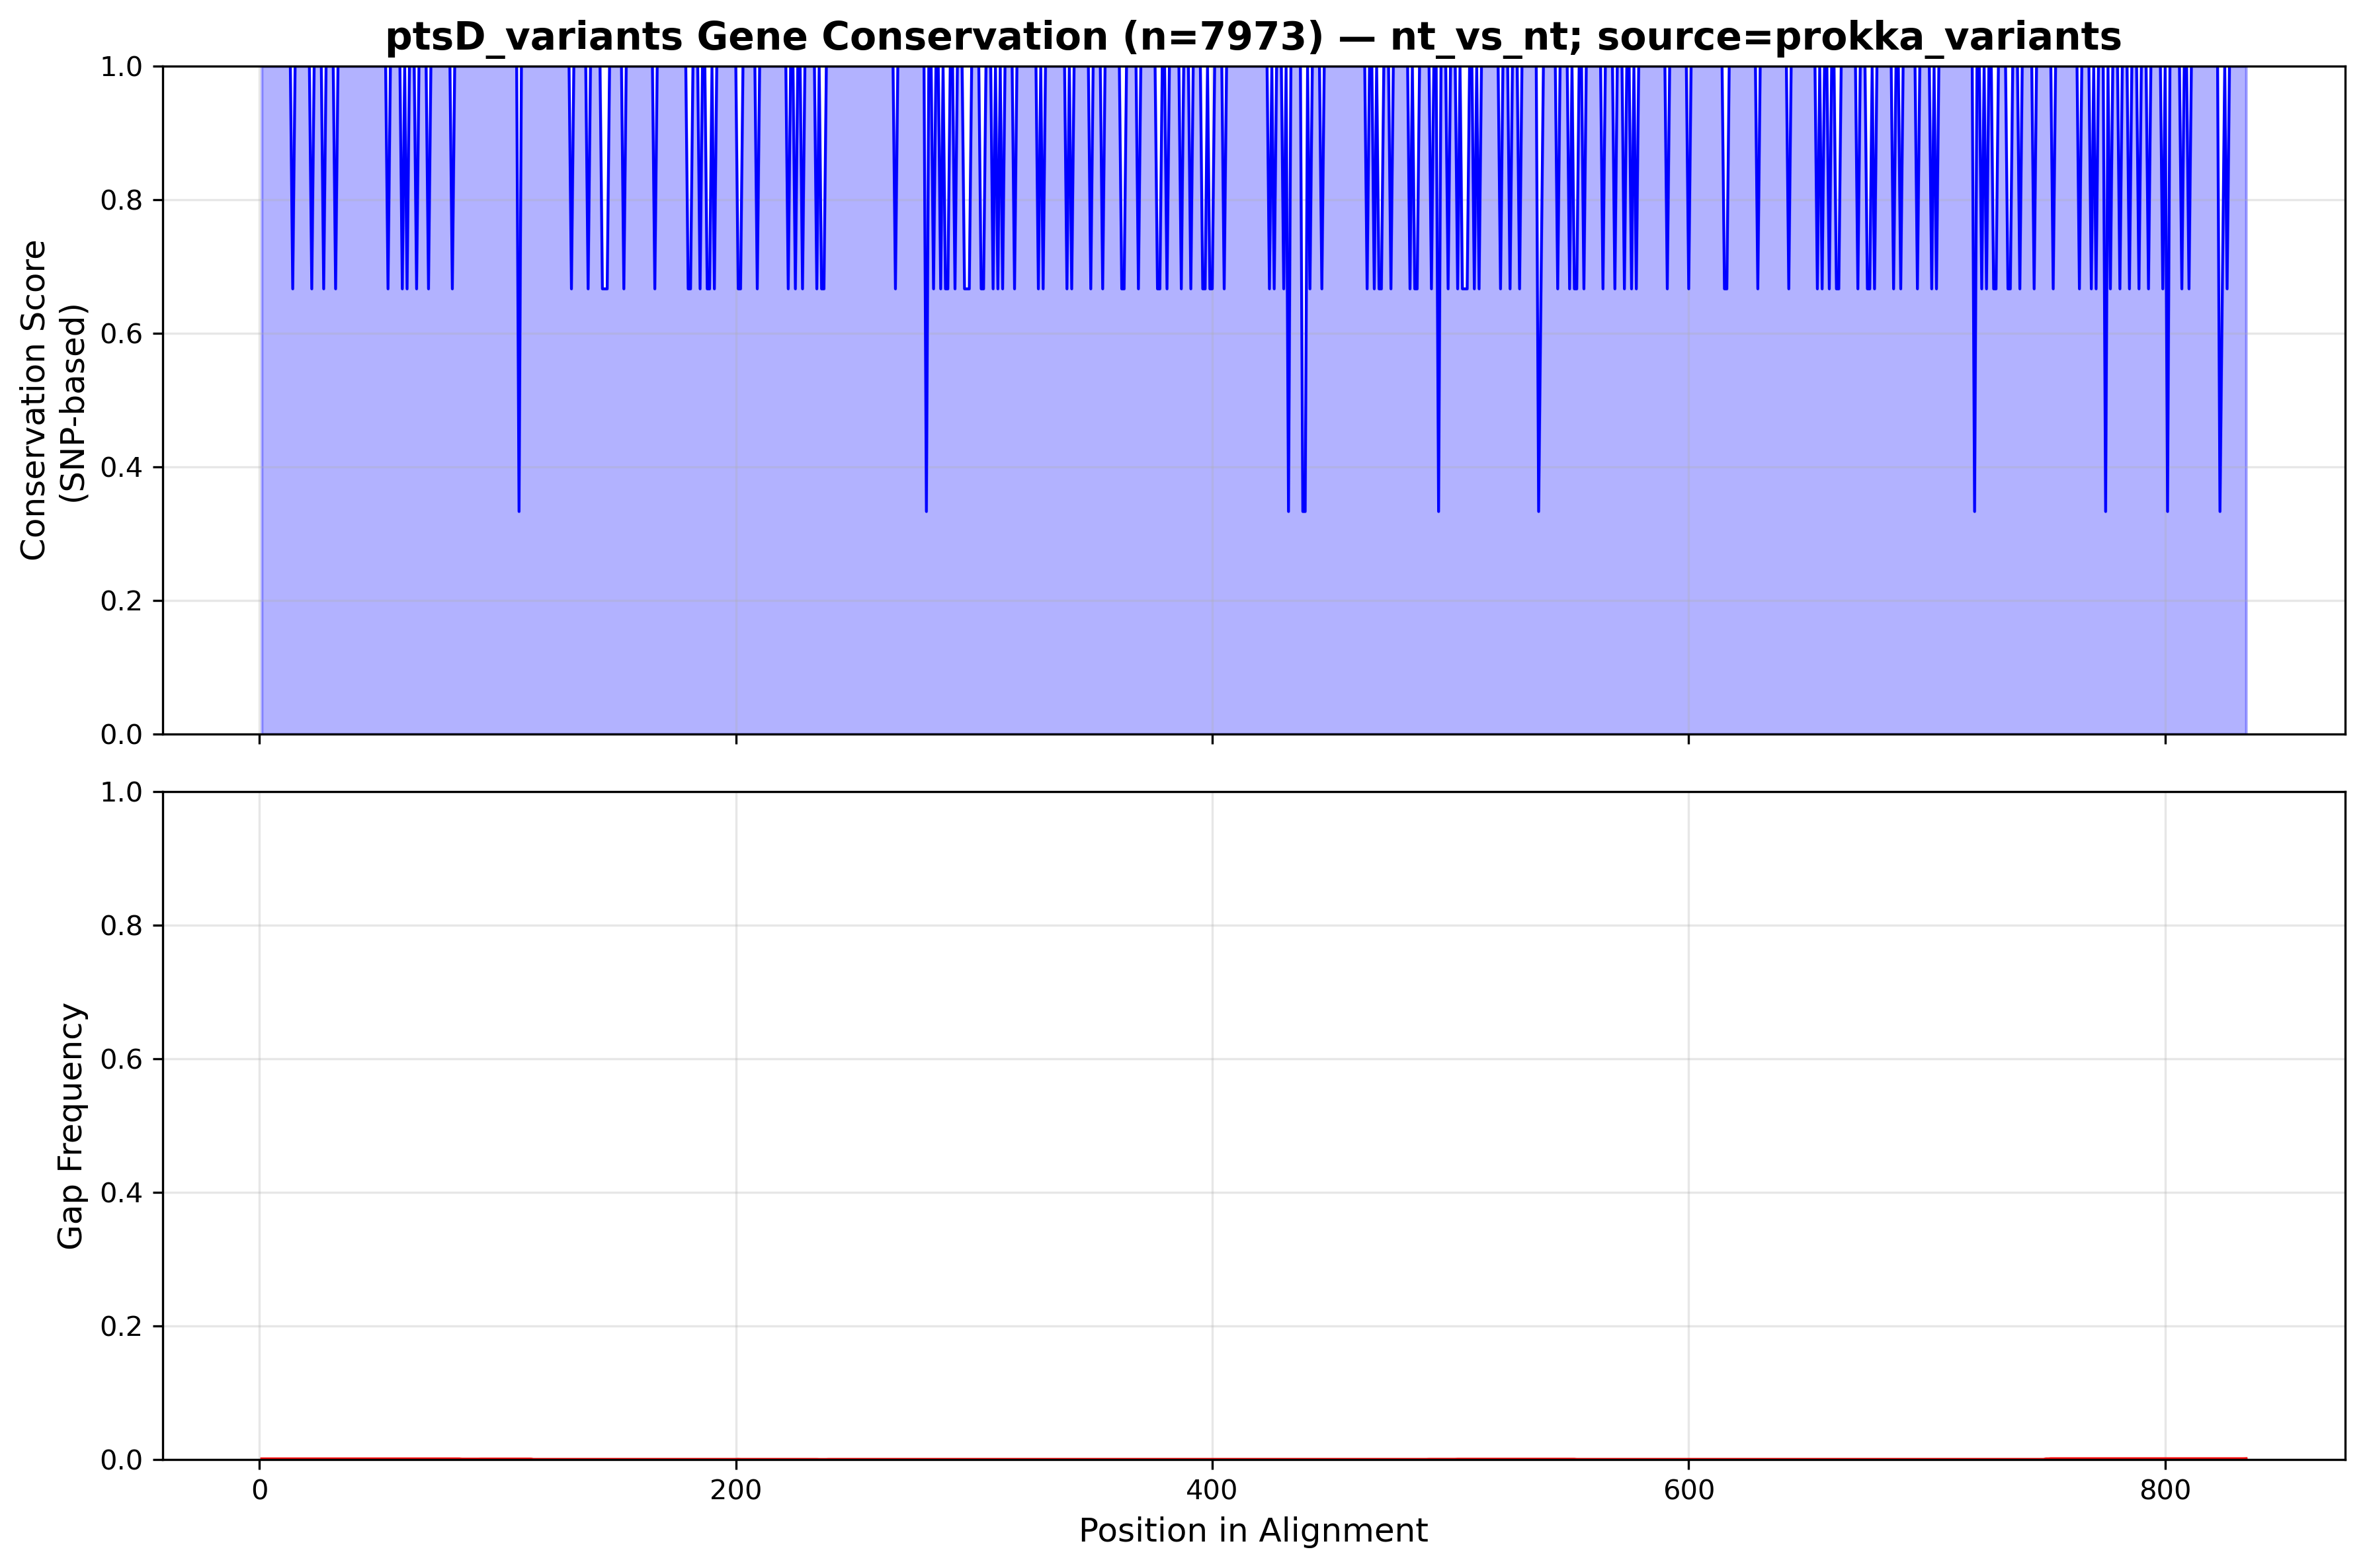 ptsD_variants Gene Conservation (n=7973) — nt_vs_nt; source=prokka_variants
Conservation Score
(SNP-based)
1.0
0.8
0.6
0.4
0.2
0.0
Gap Frequency
1.0
0.8
0.6
0.4
0.2
0.0
0 200 400 600 800
Position in Alignment